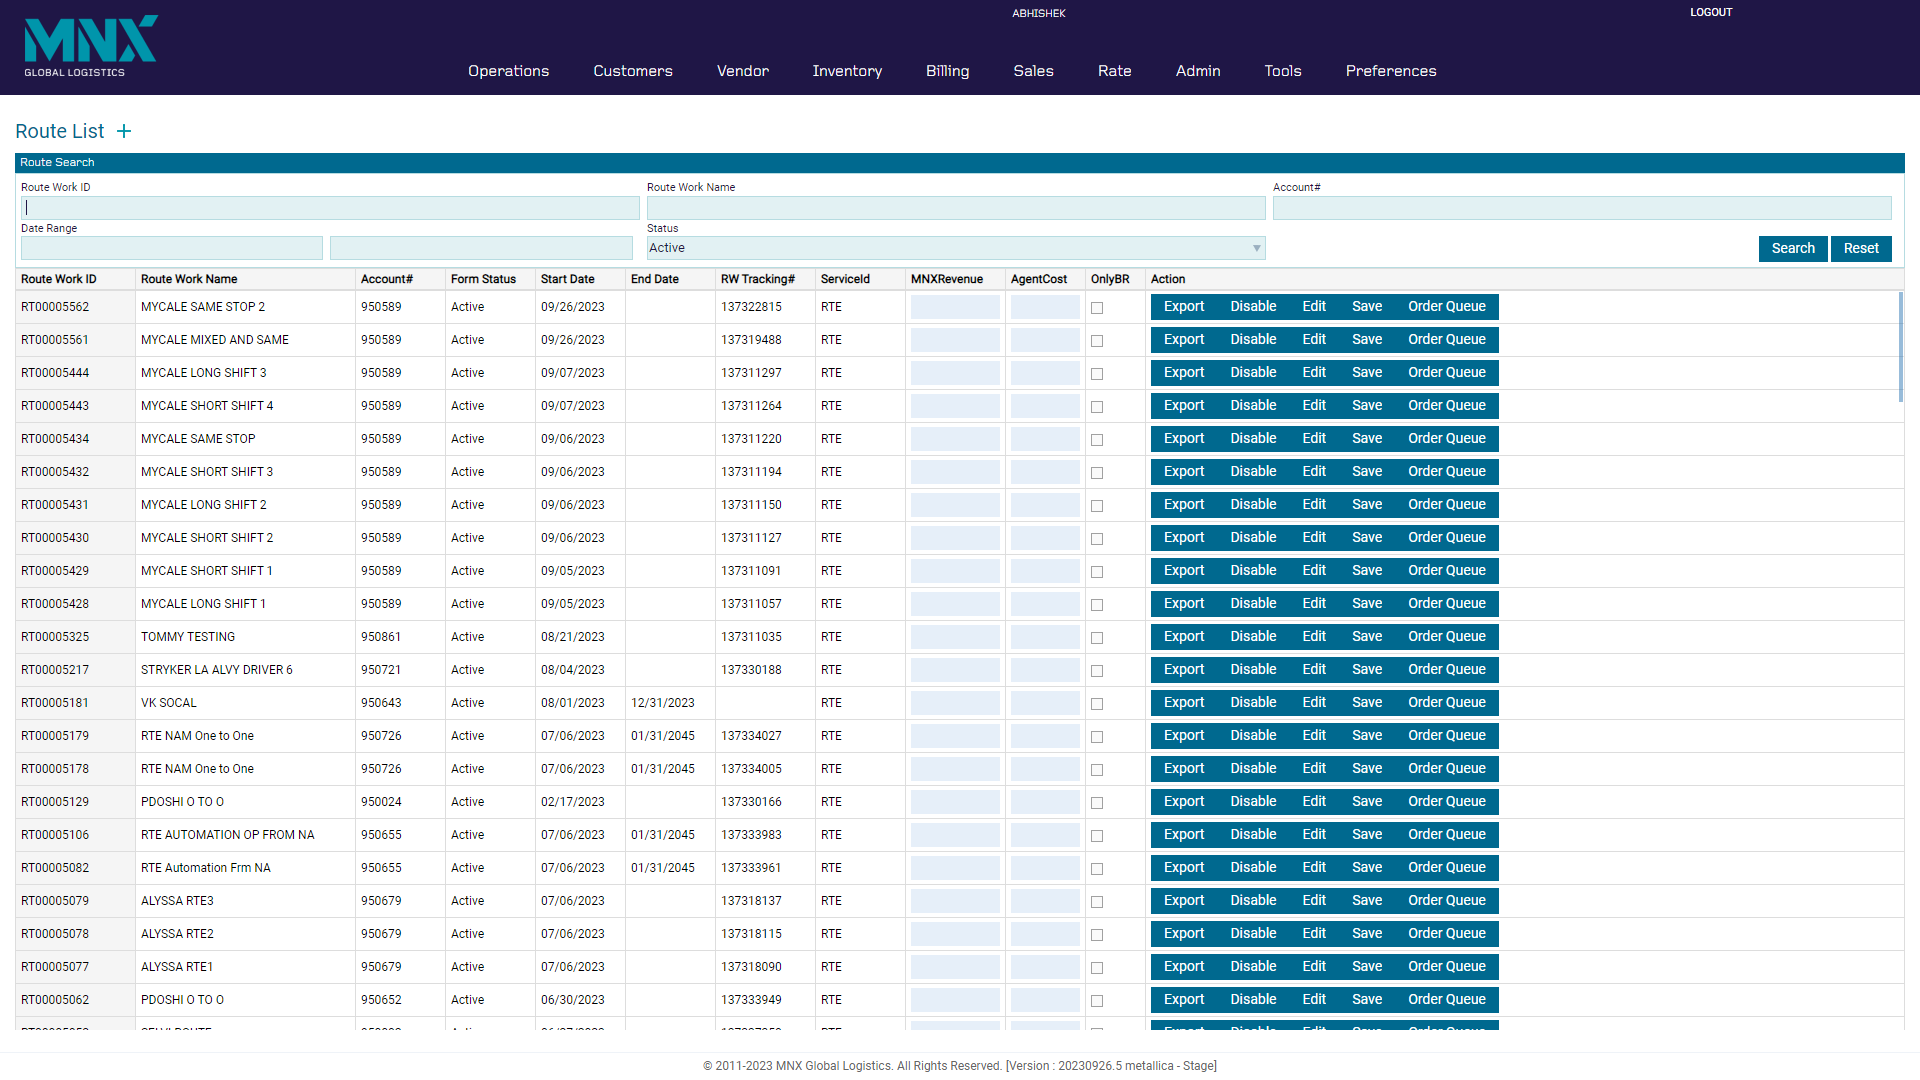 MNX
GLOBAL LOGISTICS
ABHISHEK
LOGOUT
Operations Customers Vendor Inventory Billing Sales Rate Admin Tools Preferences
Route List +
Route Search
Route Work ID Route Work Name Account#
Date Range Status
Active Search Reset
Route Work ID Route Work Name Account# Form Status Start Date End Date RW Tracking# ServiceId MNXRevenue AgentCost OnlyBR Action
RT00005562 MYCALE SAME STOP 2 950589 Active 09/26/2023 137322815 RTE Export Disable Edit Save Order Queue
RT00005561 MYCALE MIXED AND SAME 950589 Active 09/26/2023 137319488 RTE Export Disable Edit Save Order Queue
RT00005444 MYCALE LONG SHIFT 3 950589 Active 09/07/2023 137311297 RTE Export Disable Edit Save Order Queue
RT00005443 MYCALE SHORT SHIFT 4 950589 Active 09/07/2023 137311264 RTE Export Disable Edit Save Order Queue
RT00005434 MYCALE SAME STOP 950589 Active 09/06/2023 137311220 RTE Export Disable Edit Save Order Queue
RT00005432 MYCALE SHORT SHIFT 3 950589 Active 09/06/2023 137311194 RTE Export Disable Edit Save Order Queue
RT00005431 MYCALE LONG SHIFT 2 950589 Active 09/06/2023 137311150 RTE Export Disable Edit Save Order Queue
RT00005430 MYCALE SHORT SHIFT 2 950589 Active 09/06/2023 137311127 RTE Export Disable Edit Save Order Queue
RT00005429 MYCALE SHORT SHIFT 1 950589 Active 09/05/2023 137311091 RTE Export Disable Edit Save Order Queue
RT00005428 MYCALE LONG SHIFT 1 950589 Active 09/05/2023 137311057 RTE Export Disable Edit Save Order Queue
RT00005325 TOMMY TESTING 950861 Active 08/21/2023 137311035 RTE Export Disable Edit Save Order Queue
RT00005217 STRYKER LA ALVY DRIVER 6 950721 Active 08/04/2023 137330188 RTE Export Disable Edit Save Order Queue
RT00005181 VK SOCAL 950643 Active 08/01/2023 12/31/2023 RTE Export Disable Edit Save Order Queue
RT00005179 RTE NAM One to One 950726 Active 07/06/2023 01/31/2045 137334027 RTE Export Disable Edit Save Order Queue
RT00005178 RTE NAM One to One 950726 Active 07/06/2023 01/31/2045 137334005 RTE Export Disable Edit Save Order Queue
RT00005129 PDOSHI O TO O 950024 Active 02/17/2023 137330166 RTE Export Disable Edit Save Order Queue
RT00005106 RTE AUTOMATION OP FROM NA 950655 Active 07/06/2023 01/31/2045 137333983 RTE Export Disable Edit Save Order Queue
RT00005082 RTE Automation Frm NA 950655 Active 07/06/2023 01/31/2045 137333961 RTE Export Disable Edit Save Order Queue
RT00005079 ALYSSA RTE3 950679 Active 07/06/2023 137318137 RTE Export Disable Edit Save Order Queue
RT00005078 ALYSSA RTE2 950679 Active 07/06/2023 137318115 RTE Export Disable Edit Save Order Queue
RT00005077 ALYSSA RTE1 950679 Active 07/06/2023 137318090 RTE Export Disable Edit Save Order Queue
RT00005062 PDOSHI O TO O 950652 Active 06/30/2023 137333949 RTE Export Disable Edit Save Order Queue
© 2011-2023 MNX Global Logistics. All Rights Reserved. [Version : 20230926.5 metallica - Stage]